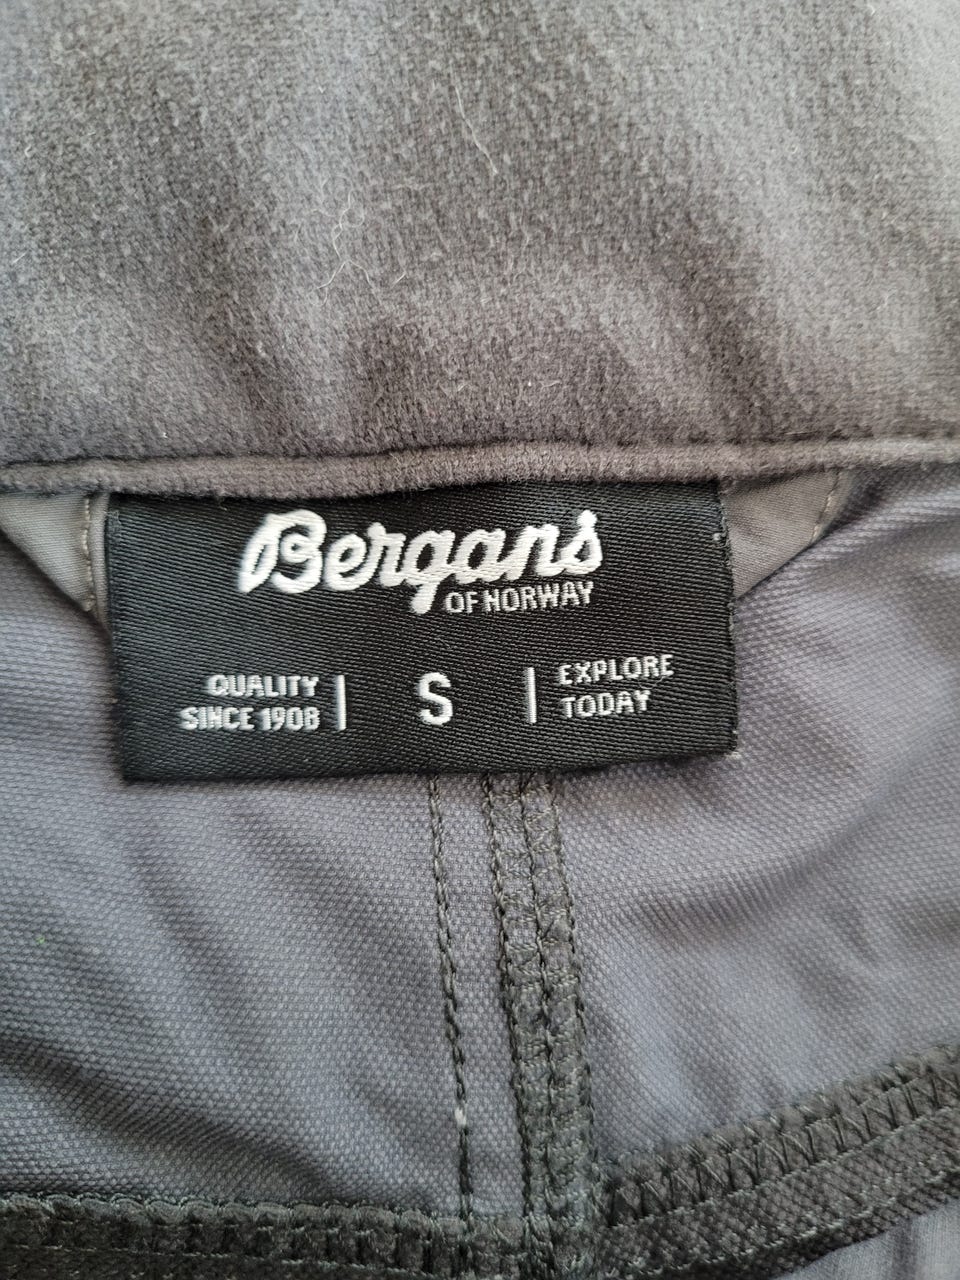 Bergans
OF NORWAY
QUALITY
SINCE 1908
S
EXPLORE
TODAY